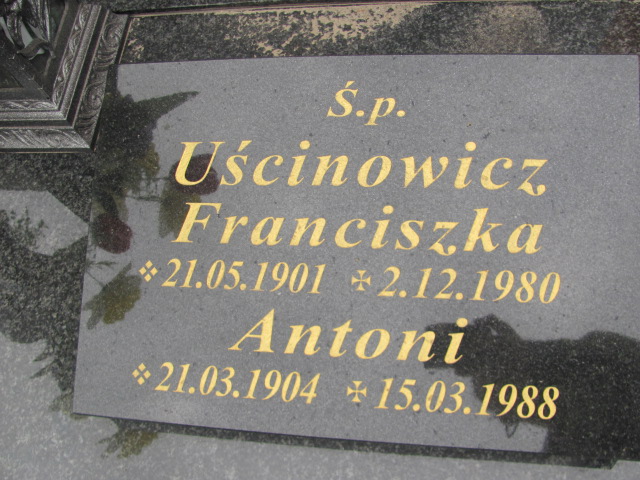 Ś.p.
Uścinowicz
Franciszka
❖ 21.05.1901 ✠ 2.12.1980
Antoni
❖ 21.03.1904 ✠ 15.03.1988